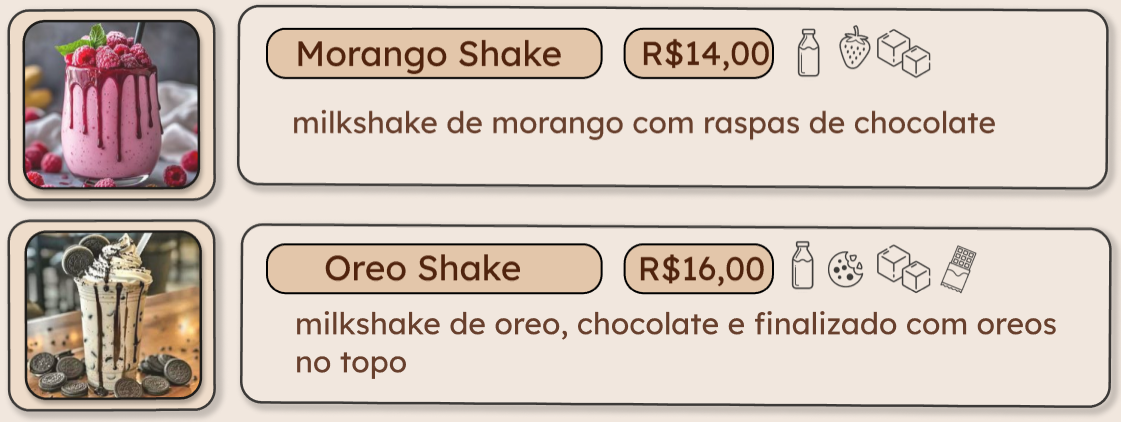 Morango Shake
R$14,00
milkshake de morango com raspas de chocolate
Oreo Shake
R$16,00
milkshake de oreo, chocolate e finalizado com oreos
no topo